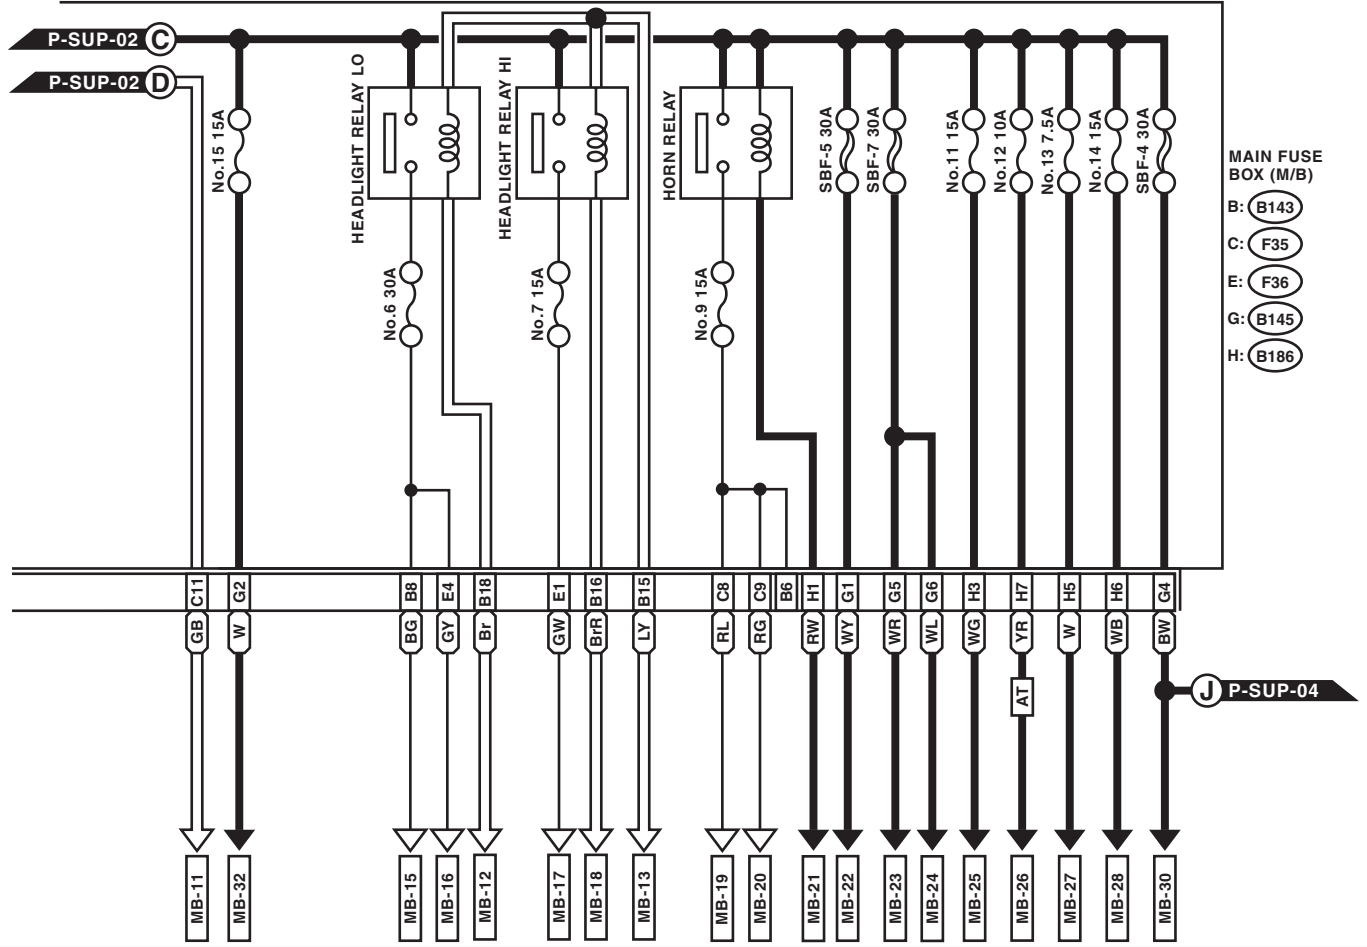 P-SUP-02 C
P-SUP-02 D
No.15 15A
HEADLIGHT RELAY LO
HEADLIGHT RELAY HI
HORN RELAY
SBF-5 30A
SBF-7 30A
No.11 15A
No.12 10A
No.13 7.5A
No.14 15A
SBF-4 30A
MAIN FUSE
BOX (M/B)
B: B143
C: F35
E: F36
G: B145
H: B186
No.6 30A
No.7 15A
No.9 15A
C11 G2 B8 E4 B18 E1 B16 B15 C8 C9 B6 H1 G1 G5 G6 H3 H7 H5 H6 G4
GB W BG GY Br GW BrR LY RL RG RW WY WR WL WG YR W WB BW
AT
J P-SUP-04
MB-11 MB-32 MB-15 MB-16 MB-12 MB-17 MB-18 MB-13 MB-19 MB-20 MB-21 MB-22 MB-23 MB-24 MB-25 MB-26 MB-27 MB-28 MB-30